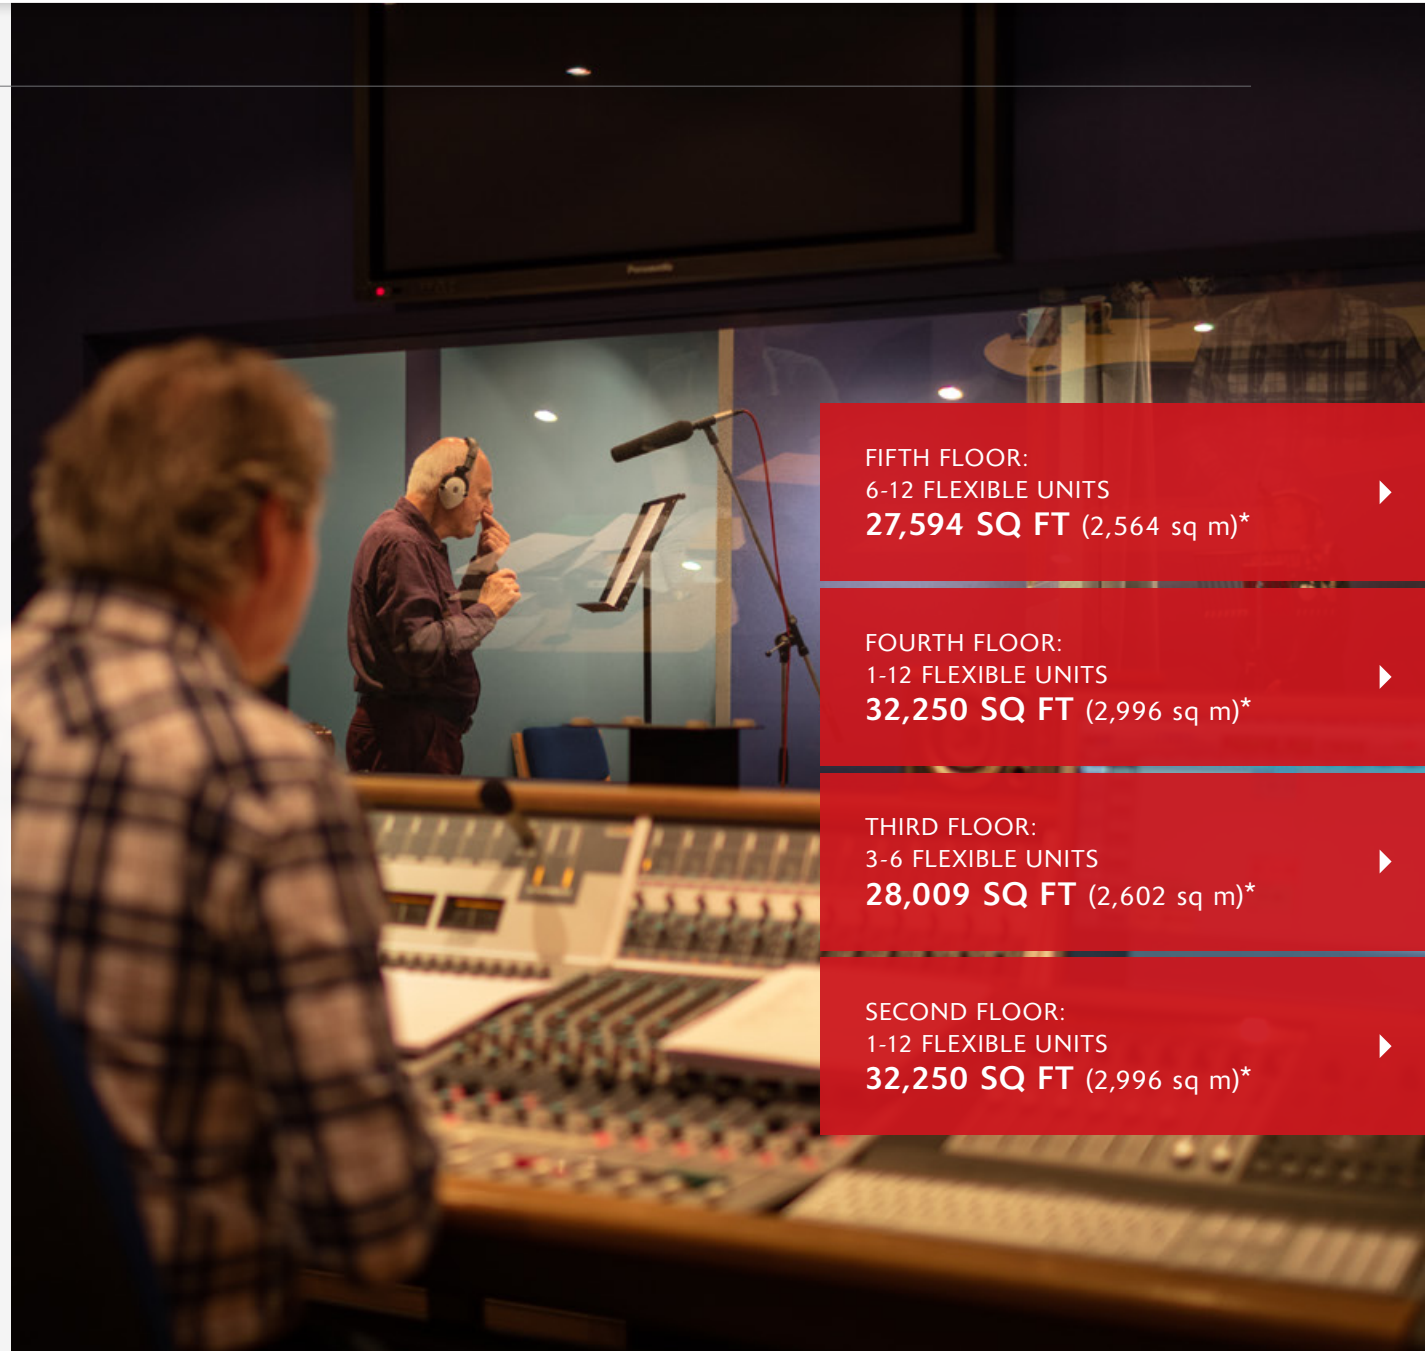 Panasonic
FIFTH FLOOR:
6-12 FLEXIBLE UNITS
27,594 SQ FT (2,564 sq m)*
FOURTH FLOOR:
1-12 FLEXIBLE UNITS
32,250 SQ FT (2,996 sq m)*
THIRD FLOOR:
3-6 FLEXIBLE UNITS
28,009 SQ FT (2,602 sq m)*
SECOND FLOOR:
1-12 FLEXIBLE UNITS
32,250 SQ FT (2,996 sq m)*